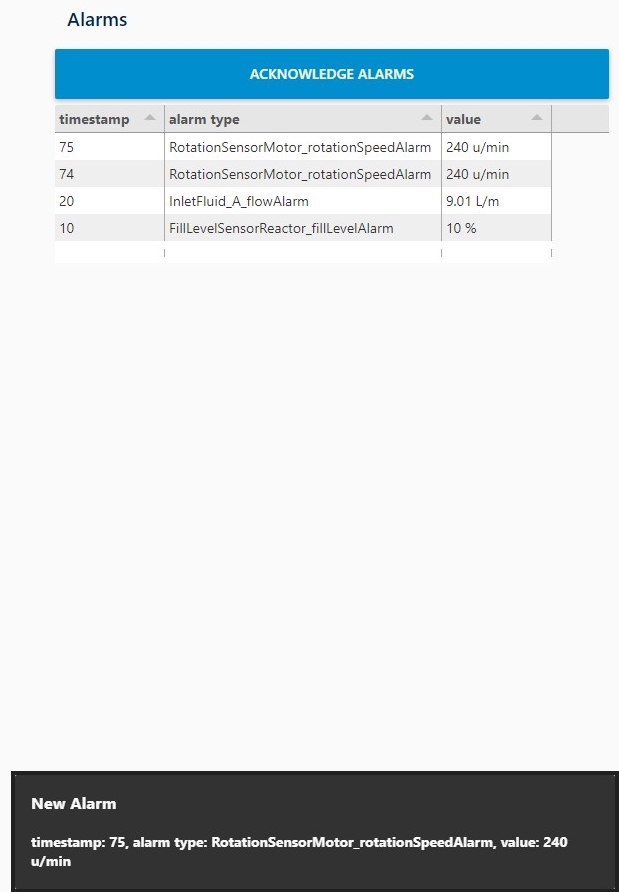 Alarms
ACKNOWLEDGE ALARMS
timestamp alarm type value
75 RotationSensorMotor_rotationSpeedAlarm 240 u/min
74 RotationSensorMotor_rotationSpeedAlarm 240 u/min
20 InletFluid_A_flowAlarm 9.01 L/m
10 FillLevelSensorReactor_fillLevelAlarm 10 %
New Alarm
timestamp: 75, alarm type: RotationSensorMotor_rotationSpeedAlarm, value: 240
u/min